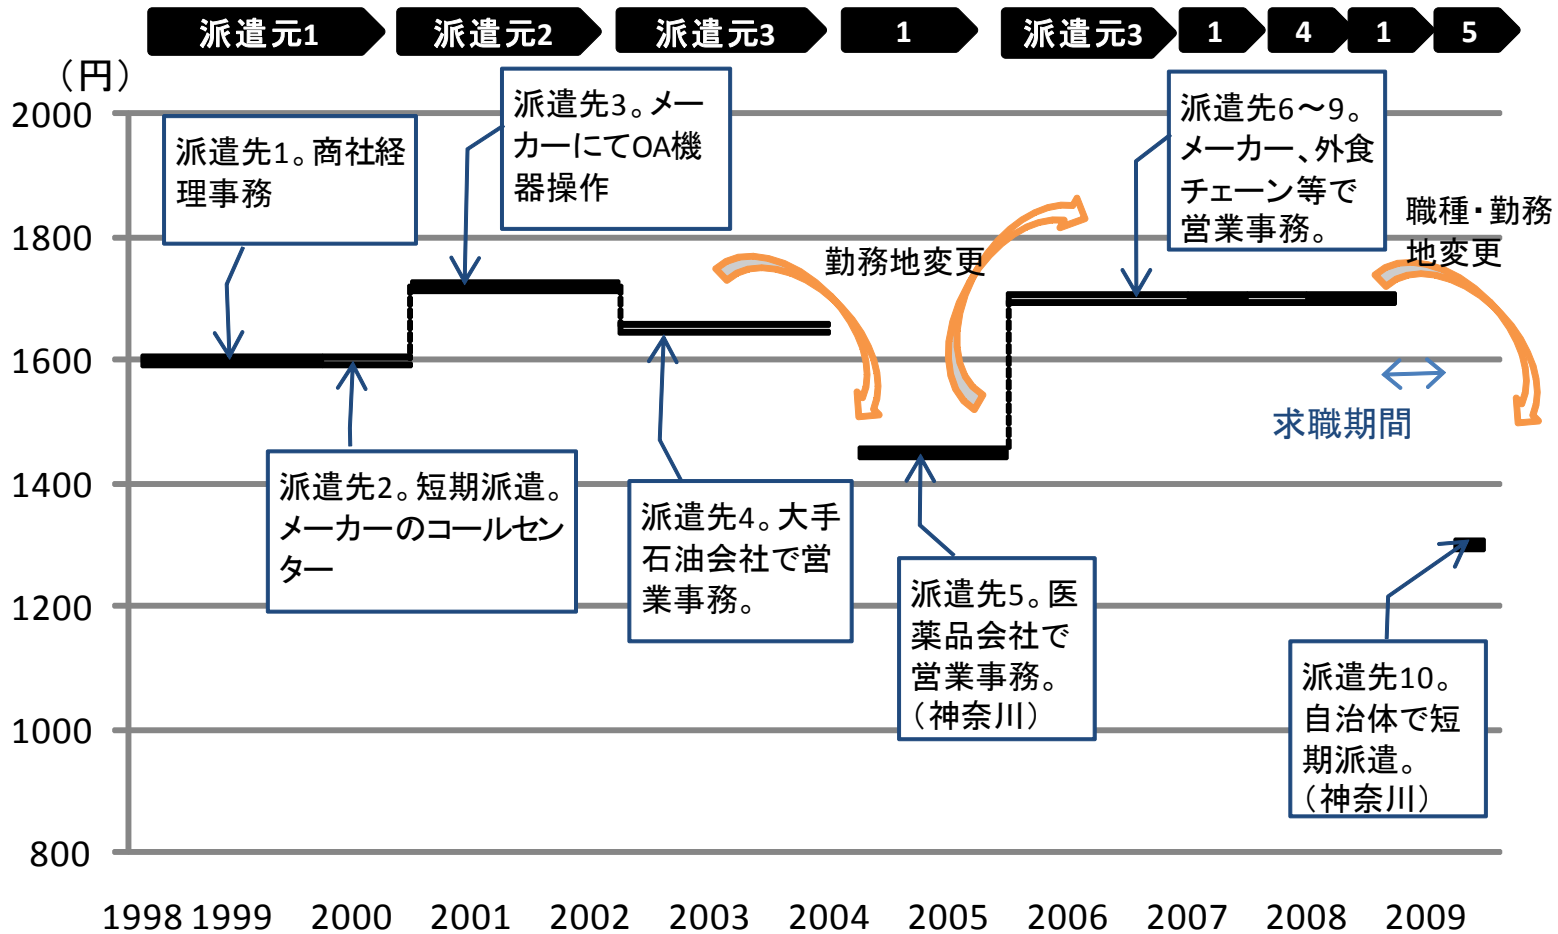 派遣元1
派遣元2
派遣元3
1
派遣元3
1
4
1
5
（円）
2000
1800
1600
1400
1200
1000
800
派遣先1。商社経
理事務
派遣先3。メー
カーにてOA機
器操作
派遣先6～9。
メーカー、外食
チェーン等で
営業事務。
勤務地変更
職種・勤務
地変更
求職期間
派遣先2。短期派遣。
メーカーのコールセン
ター
派遣先4。大手
石油会社で営
業事務。
派遣先5。医
薬品会社で
営業事務。
（神奈川）
派遣先10。
自治体で短
期派遣。
（神奈川）
1998 1999 2000 2001 2002 2003 2004 2005 2006 2007 2008 2009